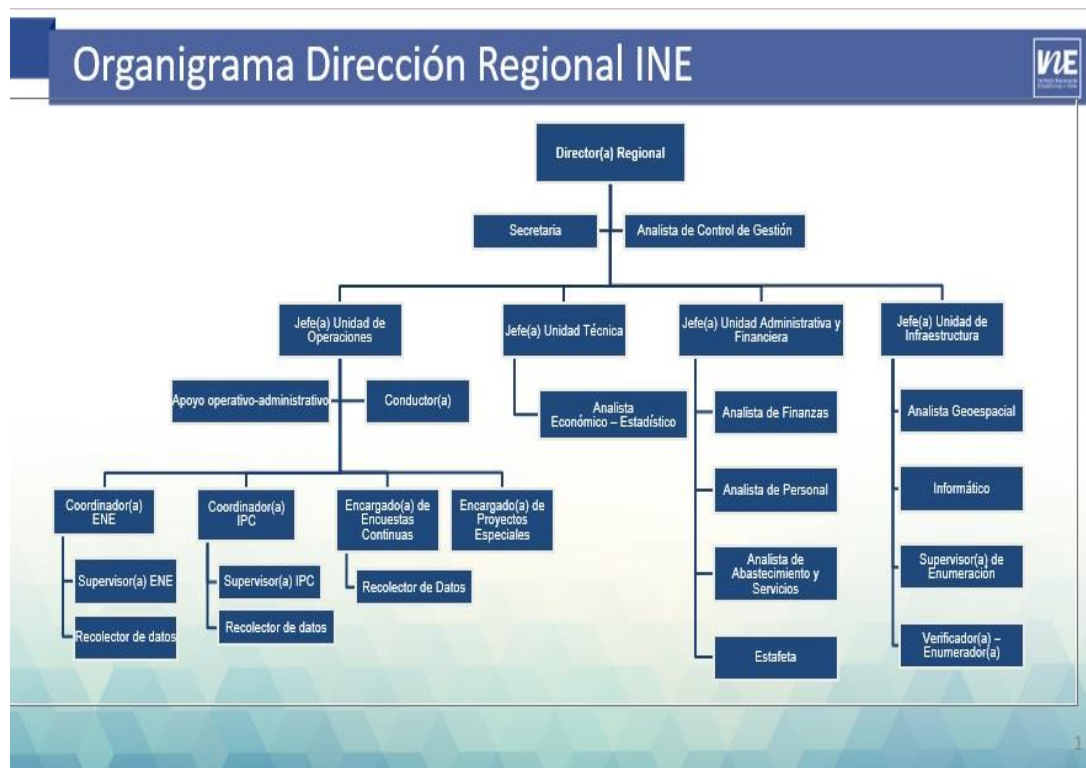 Organigrama Dirección Regional INE
INE
Director(a) Regional
Secretaria
Analista de Control de Gestión
Jefe(a) Unidad de
Operaciones
Jefe(a) Unidad Técnica
Jefe(a) Unidad Administrativa y
Financiera
Jefe(a) Unidad de
Infraestructura
Apoyo operativo-administrativo
Conductor(a)
Analista
Económico – Estadístico
Analista de Finanzas
Analista Geoespacial
Analista de Personal
Informático
Coordinador(a)
ENE
Coordinador(a)
IPC
Encargado(a) de
Encuestas
Continuas
Encargado(a) de
Proyectos
Especiales
Supervisor(a) ENE
Supervisor(a) IPC
Recolector de Datos
Analista de
Abastecimiento y
Servicios
Supervisor(a) de
Enumeración
Recolector de datos
Recolector de datos
Estafeta
Verificador(a) –
Enumerador(a)
1